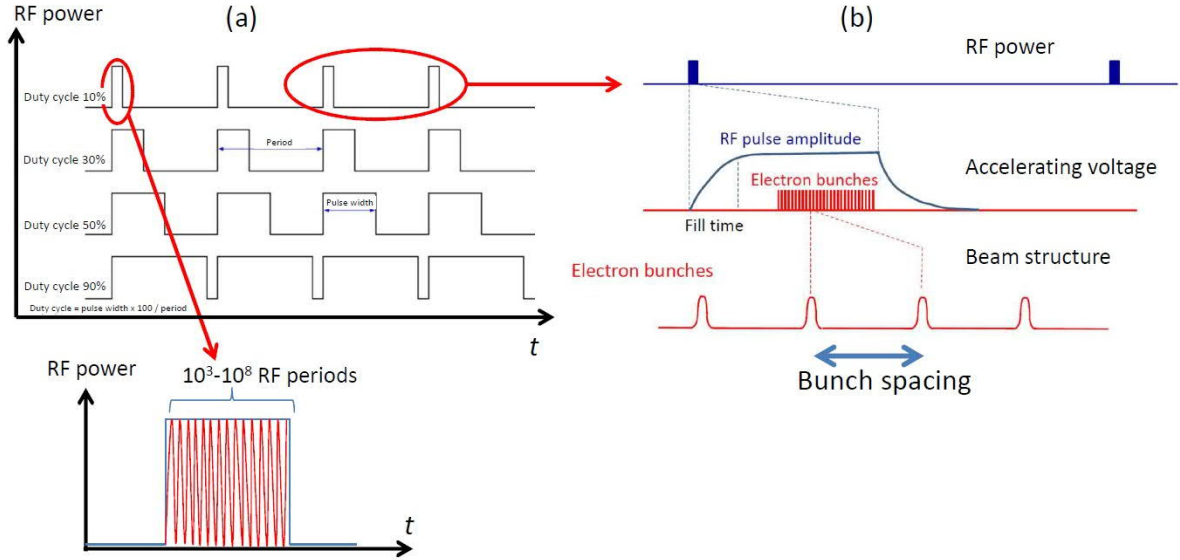 RF power
(a)
Duty cycle 10%
Duty cycle 30%
Period
Duty cycle 50%
Pulse width
Duty cycle 90%
Duty cycle = pulse width x 100 / period
t
RF power
10³-10⁸ RF periods
t
(b)
RF power
RF pulse amplitude
Accelerating voltage
Electron bunches
Fill time
Beam structure
Electron bunches
Bunch spacing